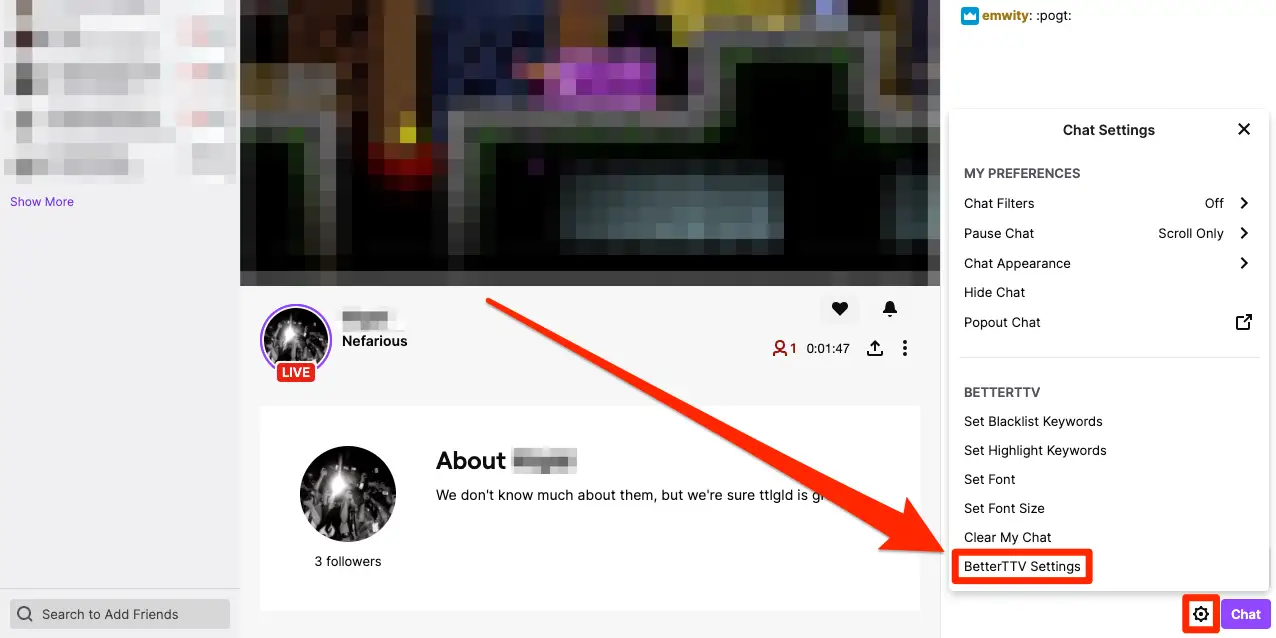 Show More
Search to Add Friends
LIVE
Nefarious
1 0:01:47
About
We don't know much about them, but we're sure ttlgld is
3 followers
emwity: :pogt:
Chat Settings
MY PREFERENCES
Chat Filters Off
Pause Chat Scroll Only
Chat Appearance
Hide Chat
Popout Chat
BETTERTTV
Set Blacklist Keywords
Set Highlight Keywords
Set Font
Set Font Size
Clear My Chat
BetterTTV Settings
Chat